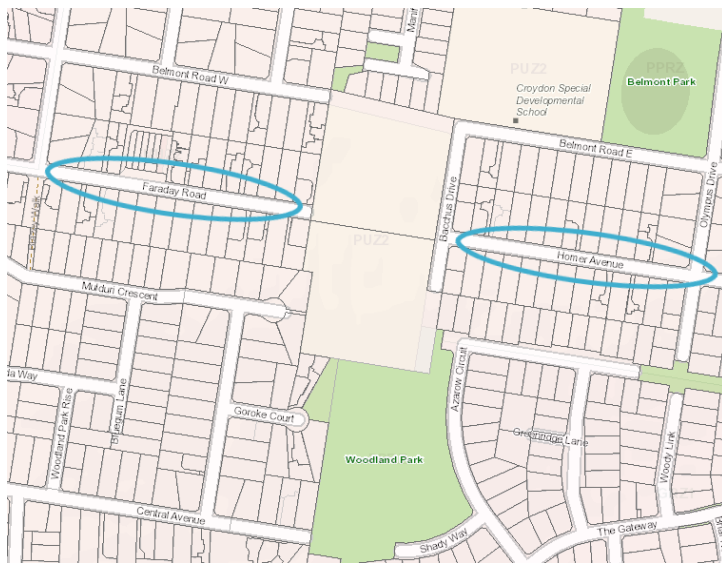 Belmont Road W
PUZ2
Croydon Special
Developmental
School
PPRZ
Belmont Park
Belmont Road E
Faraday Road
Bacchus Drive
Olympus Drive
PUZ2
Homer Avenue
Mulduri Crescent
Azarow Circuit
Bluegum Lane
Woodland Park Rise
Goroke Court
Greenridge Lane
Woody Link
Woodland Park
Central Avenue
Shady Way
The Gateway